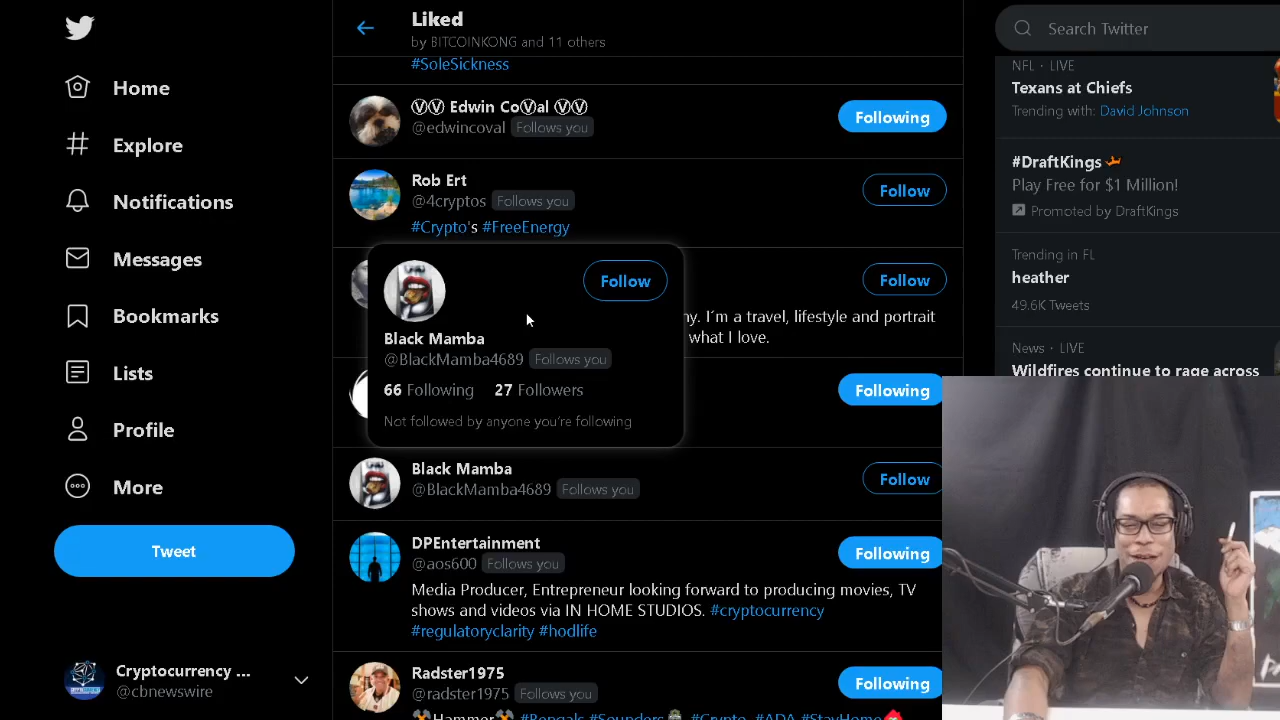 Home
Explore
Notifications
Messages
Bookmarks
Lists
Profile
More
Tweet
Cryptocurrency ...
@cbnewswire
Liked
by BITCOINKONG and 11 others
#SoleSickness
ⓋⓋ Edwin CoⓋal ⓋⓋ
@edwincoval Follows you
Following
Rob Ert
@4cryptos Follows you
#Crypto's #FreeEnergy
Follow
Follow
Black Mamba
@BlackMamba4689 Follows you
66 Following 27 Followers
Not followed by anyone you're following
Follow
I'm a travel, lifestyle and portrait
what I love.
Following
Black Mamba
@BlackMamba4689 Follows you
Follow
DPEntertainment
@aos600 Follows you
Following
Media Producer, Entrepreneur looking forward to producing movies, TV
shows and videos via IN HOME STUDIOS. #cryptocurrency
#regulatoryclarity #hodlife
Radster1975
@radster1975 Follows you
Following
⚒Hammer⚒ #Bengals #Sounders #Crypto #ADA #StayHome
Search Twitter
NFL · LIVE
Texans at Chiefs
Trending with: David Johnson
#DraftKings
Play Free for $1 Million!
Promoted by DraftKings
Trending in FL
heather
49.6K Tweets
News · LIVE
Wildfires continue to rage across